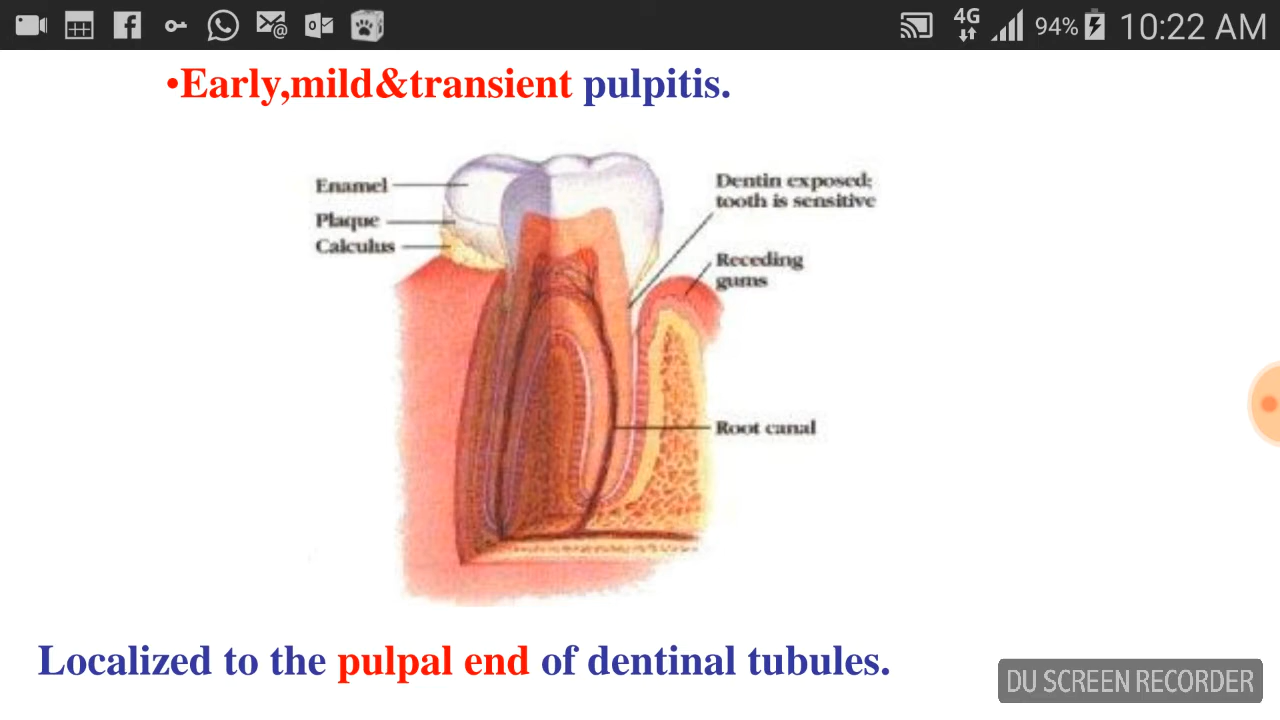 4G 94% 10:22 AM
•Early,mild&transient pulpitis.
Enamel
Plaque
Calculus
Dentin exposed;
tooth is sensitive
Receding
gums
Root canal
Localized to the pulpal end of dentinal tubules.
DU SCREEN RECORDER